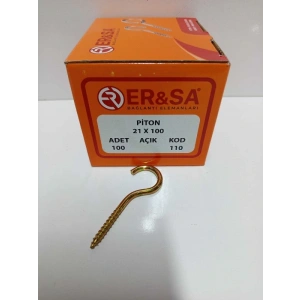 ER&SA
BAĞLANTI ELEMANLARI
PİTON
21 X 100
ADET AÇIK KOD
100 110